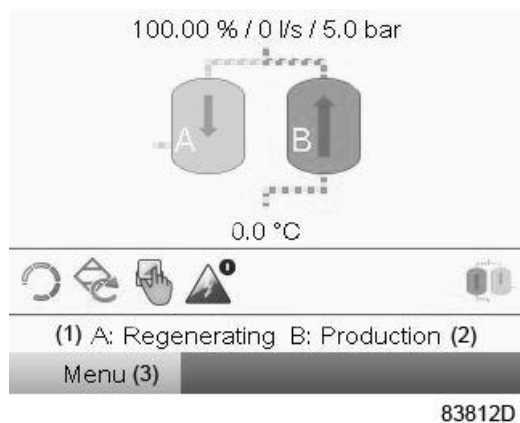 100.00 % / 0 l/s / 5.0 bar
A
B
0.0 °C
(1) A: Regenerating B: Production (2)
Menu (3)
83812D